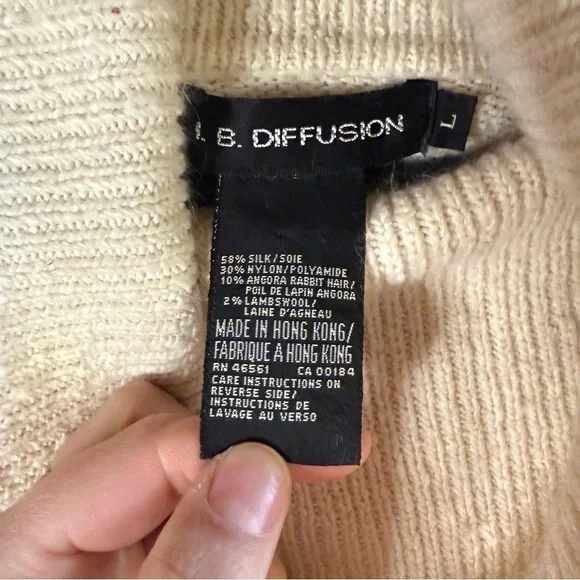 B. DIFFUSION
L
58% SILK/SOIE
30% NYLON/POLYAMIDE
10% ANGORA RABBIT HAIR/
POIL DE LAPIN ANGORA
2% LAMBSWOOL/
LAINE D'AGNEAU
MADE IN HONG KONG/
FABRIQUE A HONG KONG
RN 46561 CA 00184
CARE INSTRUCTIONS ON
REVERSE SIDE/
INSTRUCTIONS DE
LAVAGE AU VERSO